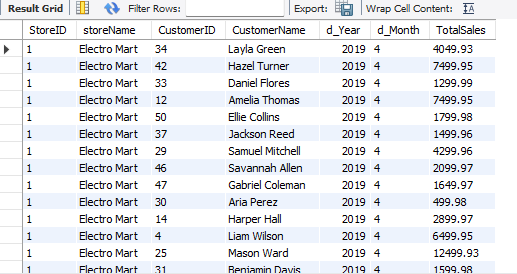 Result Grid Filter Rows: Export: Wrap Cell Content:
StoreID storeName CustomerID CustomerName d_Year d_Month TotalSales
1 Electro Mart 34 Layla Green 2019 4 4049.93
1 Electro Mart 42 Hazel Turner 2019 4 7499.95
1 Electro Mart 33 Daniel Flores 2019 4 1299.99
1 Electro Mart 12 Amelia Thomas 2019 4 7499.95
1 Electro Mart 50 Ellie Collins 2019 4 1799.98
1 Electro Mart 37 Jackson Reed 2019 4 1499.96
1 Electro Mart 29 Samuel Mitchell 2019 4 4299.96
1 Electro Mart 46 Savannah Allen 2019 4 2099.97
1 Electro Mart 47 Gabriel Coleman 2019 4 1649.97
1 Electro Mart 30 Aria Perez 2019 4 499.98
1 Electro Mart 14 Harper Hall 2019 4 2899.97
1 Electro Mart 4 Liam Wilson 2019 4 6499.95
1 Electro Mart 25 Mason Ward 2019 4 12499.93
1 Electro Mart 31 Benjamin Davis 2019 4 1599.98